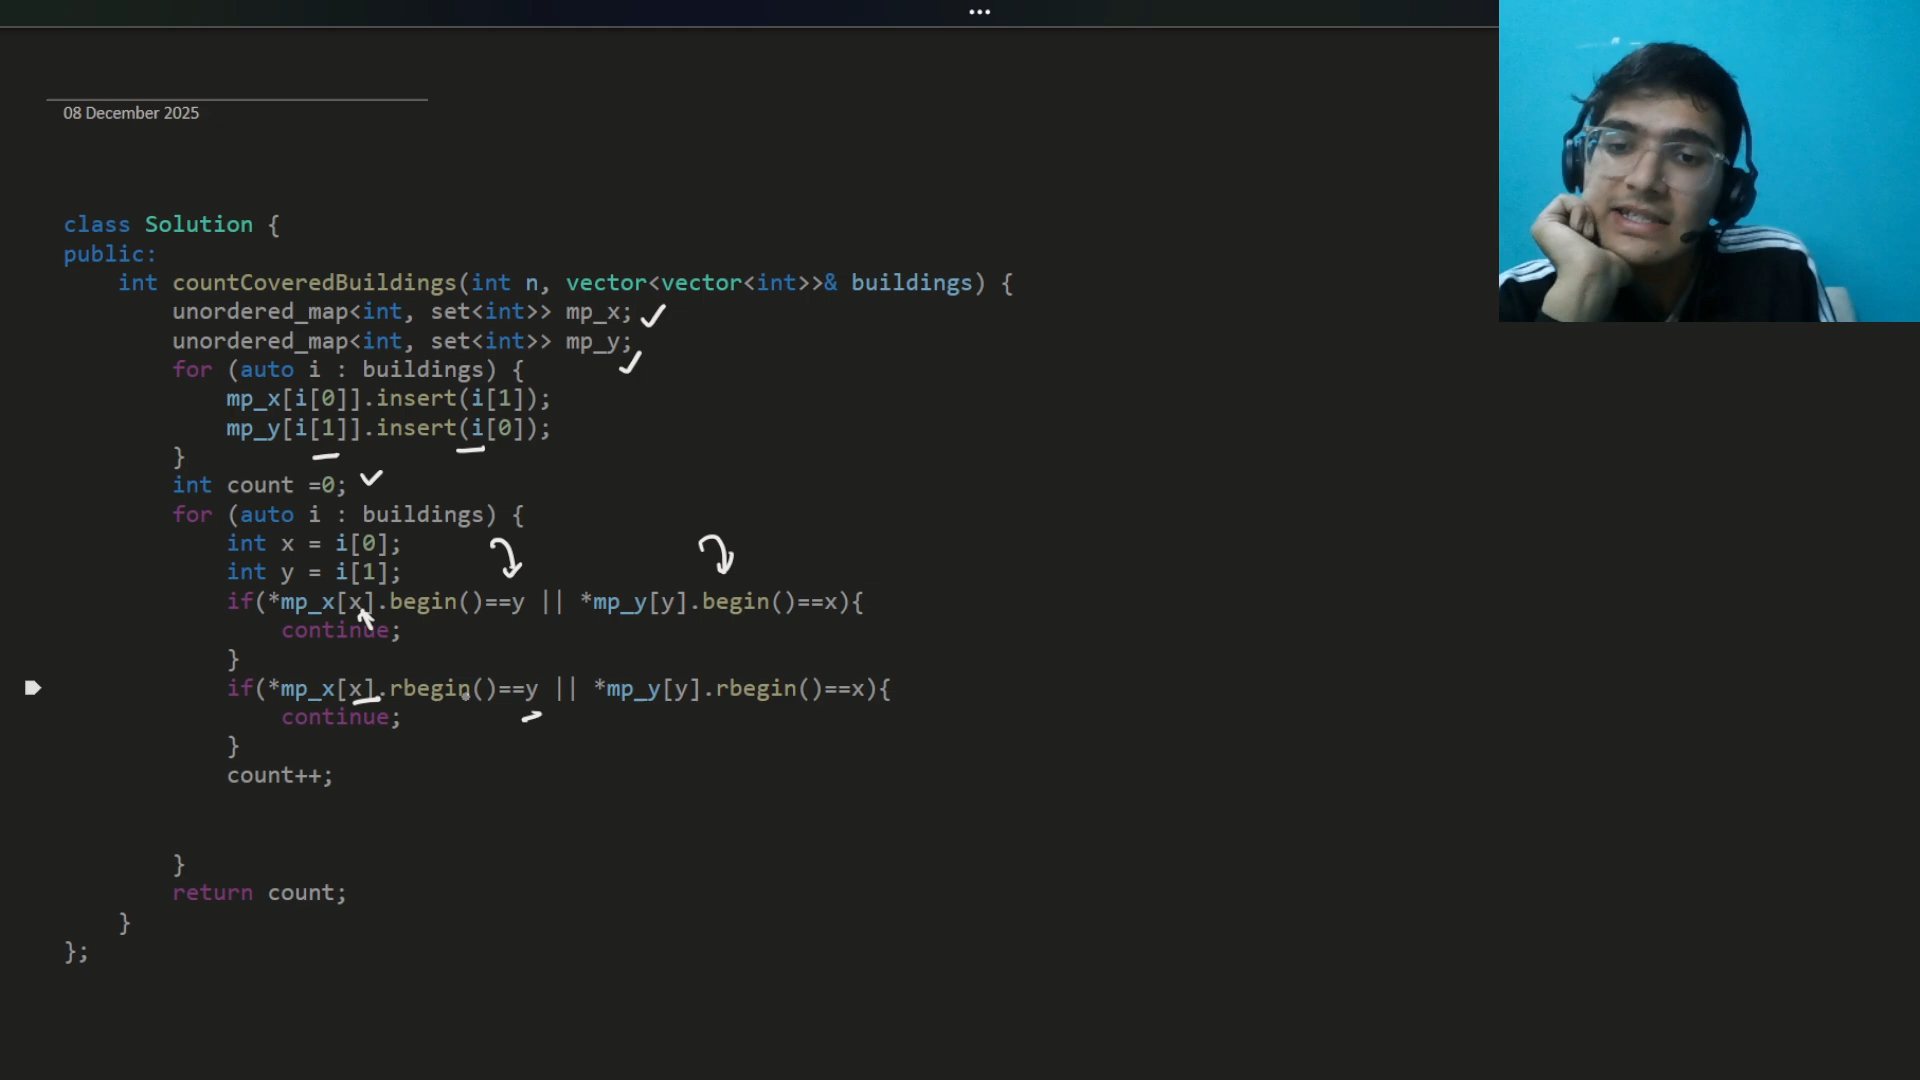 ...
08 December 2025
class Solution {
public:
    int countCoveredBuildings(int n, vector<vector<int>>& buildings) {
        unordered_map<int, set<int>> mp_x;
        unordered_map<int, set<int>> mp_y;
        for (auto i : buildings) {
            mp_x[i[0]].insert(i[1]);
            mp_y[i[1]].insert(i[0]);
        }
        int count =0;
        for (auto i : buildings) {
            int x = i[0];
            int y = i[1];
            if(*mp_x[x].begin()==y || *mp_y[y].begin()==x){
                continue;
            }
            if(*mp_x[x].rbegin()==y || *mp_y[y].rbegin()==x){
                continue;
            }
            count++;
        }
        return count;
    }
};